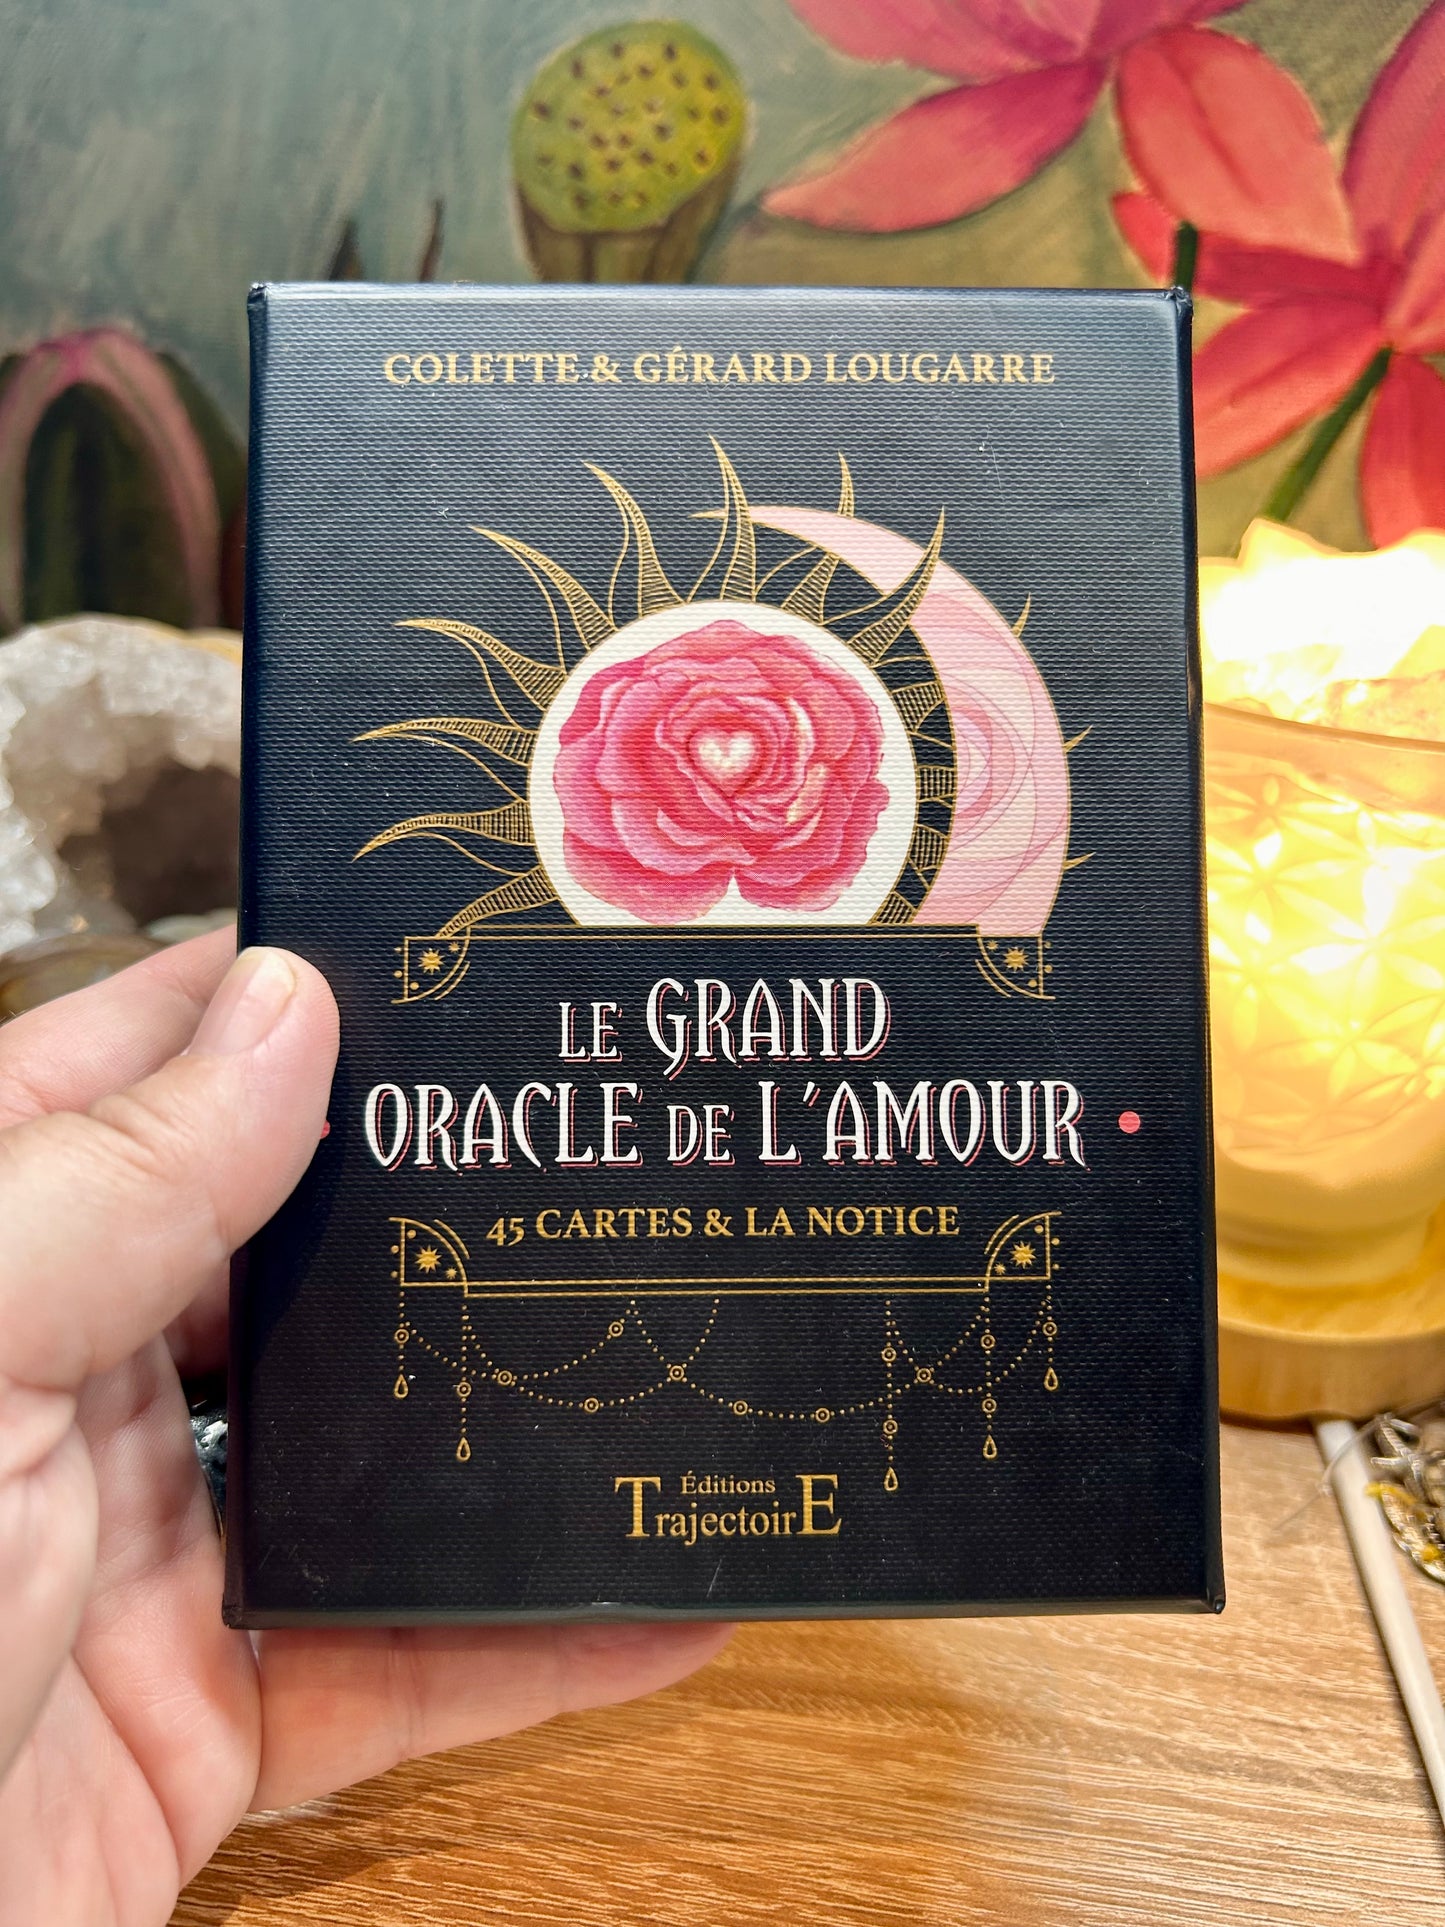 COLETTE & GÉRARD LOUGARRE
LE GRAND
ORACLE DE L'AMOUR
45 CARTES & LA NOTICE
Éditions
TrajectoirE